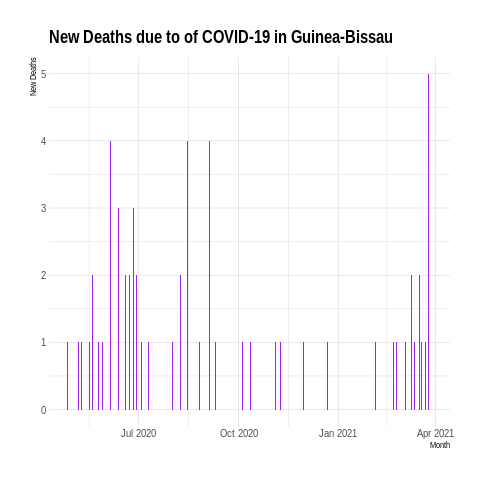 New Deaths due to of COVID-19 in Guinea-Bissau
New Deaths
5
4
3
2
1
0
Jul 2020 Oct 2020 Jan 2021 Apr 2021
Month